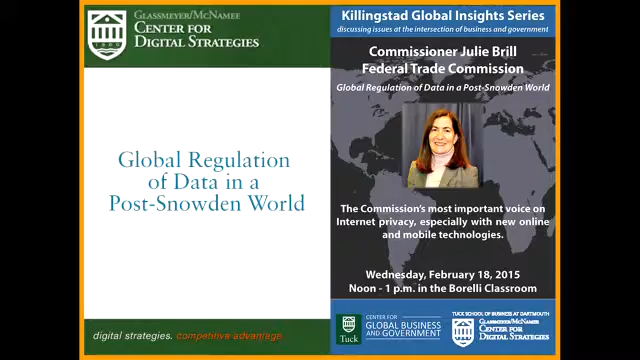 GLASSMEYER/MCNAMEE
CENTER FOR
DIGITAL STRATEGIES
Global Regulation
of Data in a
Post-Snowden World
digital strategies. competitive advantage.
Killingstad Global Insights Series
discussing issues at the intersection of business and government
Commissioner Julie Brill
Federal Trade Commission
Global Regulation of Data in a Post-Snowden World
The Commission's most important voice on
Internet privacy, especially with new online
and mobile technologies.
Wednesday, February 18, 2015
Noon - 1 p.m. in the Borelli Classroom
Tuck
CENTER FOR
GLOBAL BUSINESS
AND GOVERNMENT
TUCK SCHOOL OF BUSINESS AT DARTMOUTH
GLASSMEYER/MCNAMEE
CENTER FOR
DIGITAL STRATEGIES